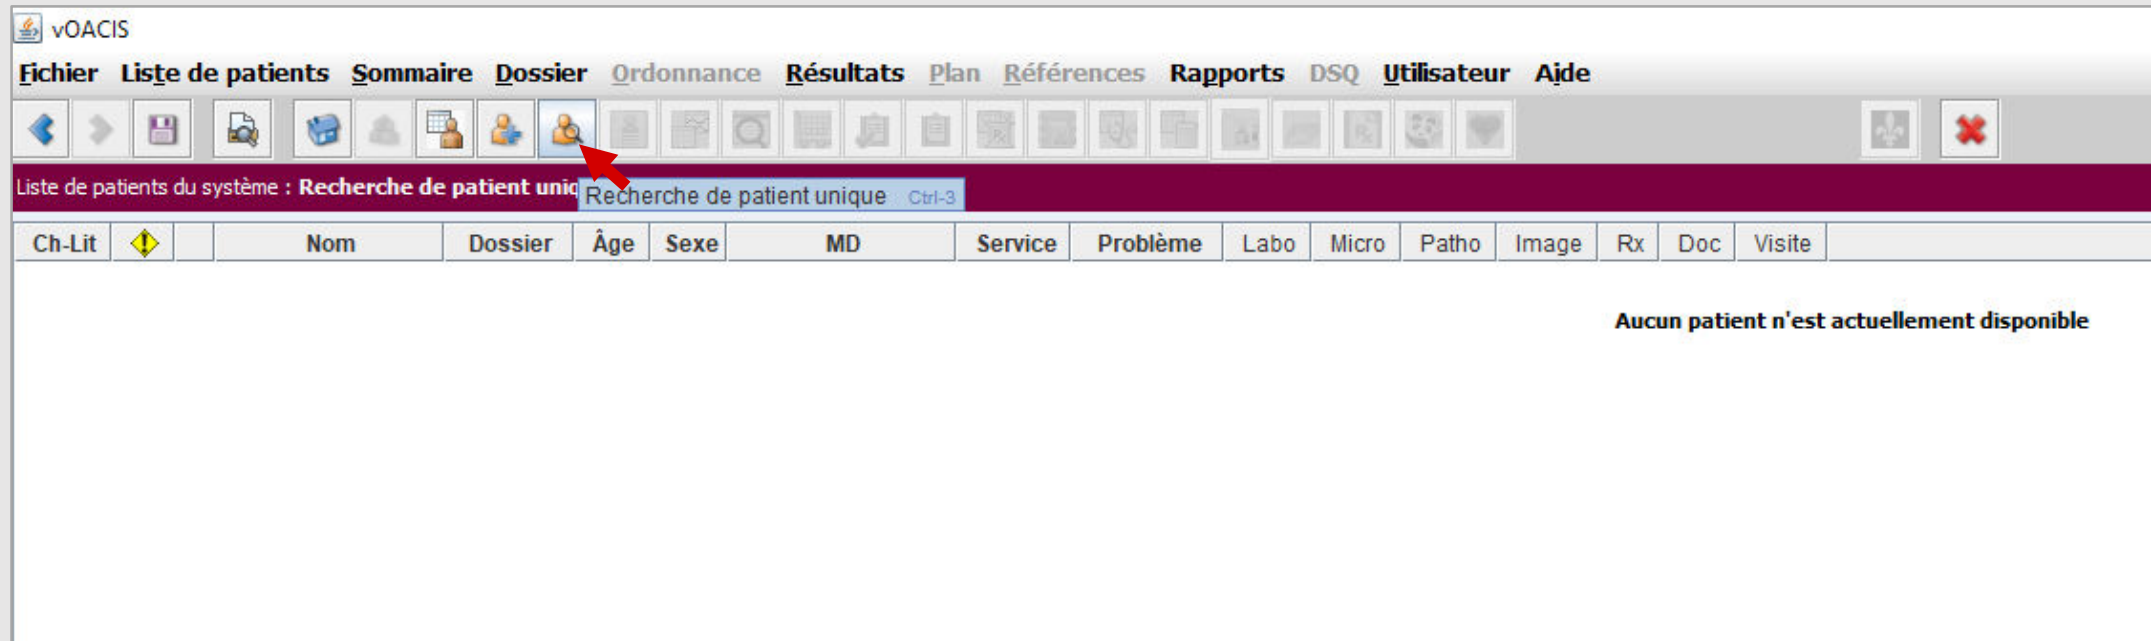 vOACIS
Fichier Liste de patients Sommaire Dossier Ordonnance Résultats Plan Références Rapports DSQ Utilisateur Aide
Liste de patients du système : Recherche de patient
Recherche de patient unique Ctrl-3
Ch-Lit Nom Dossier Âge Sexe MD Service Problème Labo Micro Patho Image Rx Doc Visite
Aucun patient n'est actuellement disponible